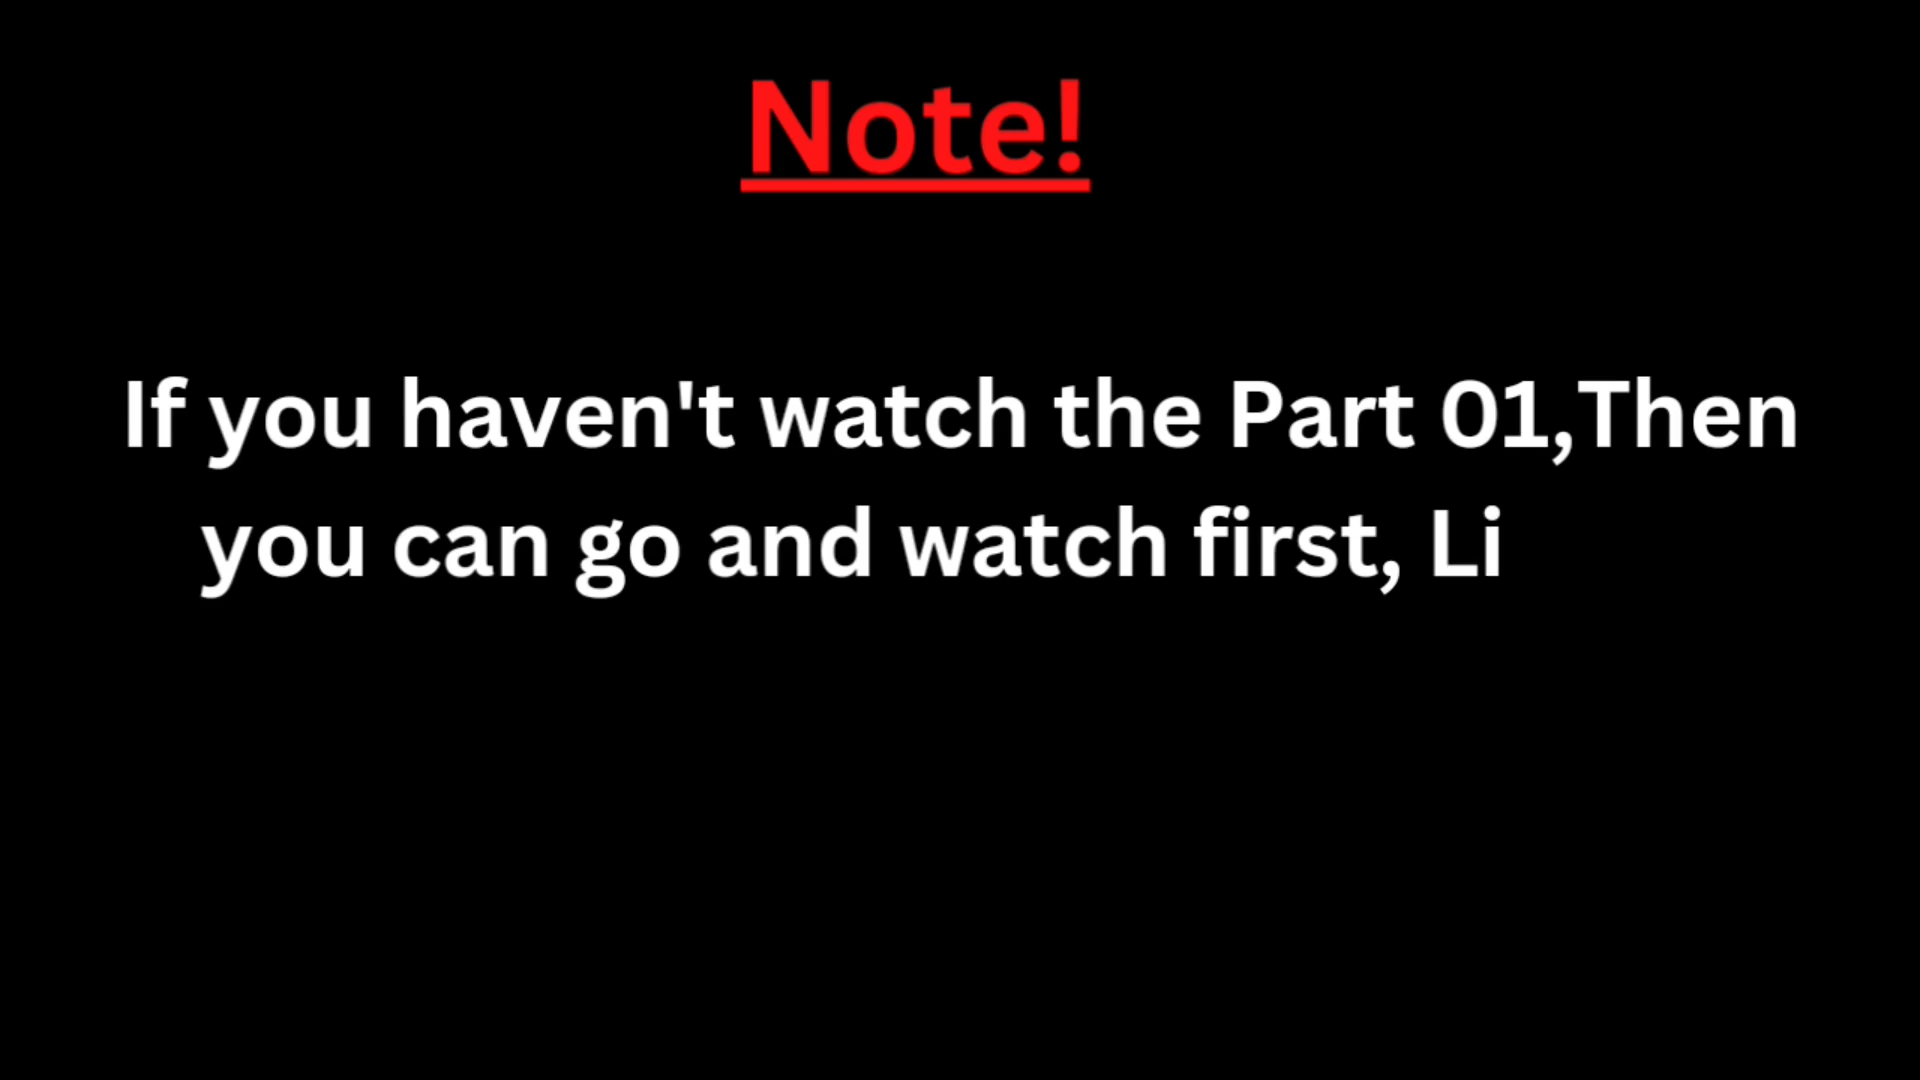 Note!
If you haven't watch the Part 01,Then
you can go and watch first, Li